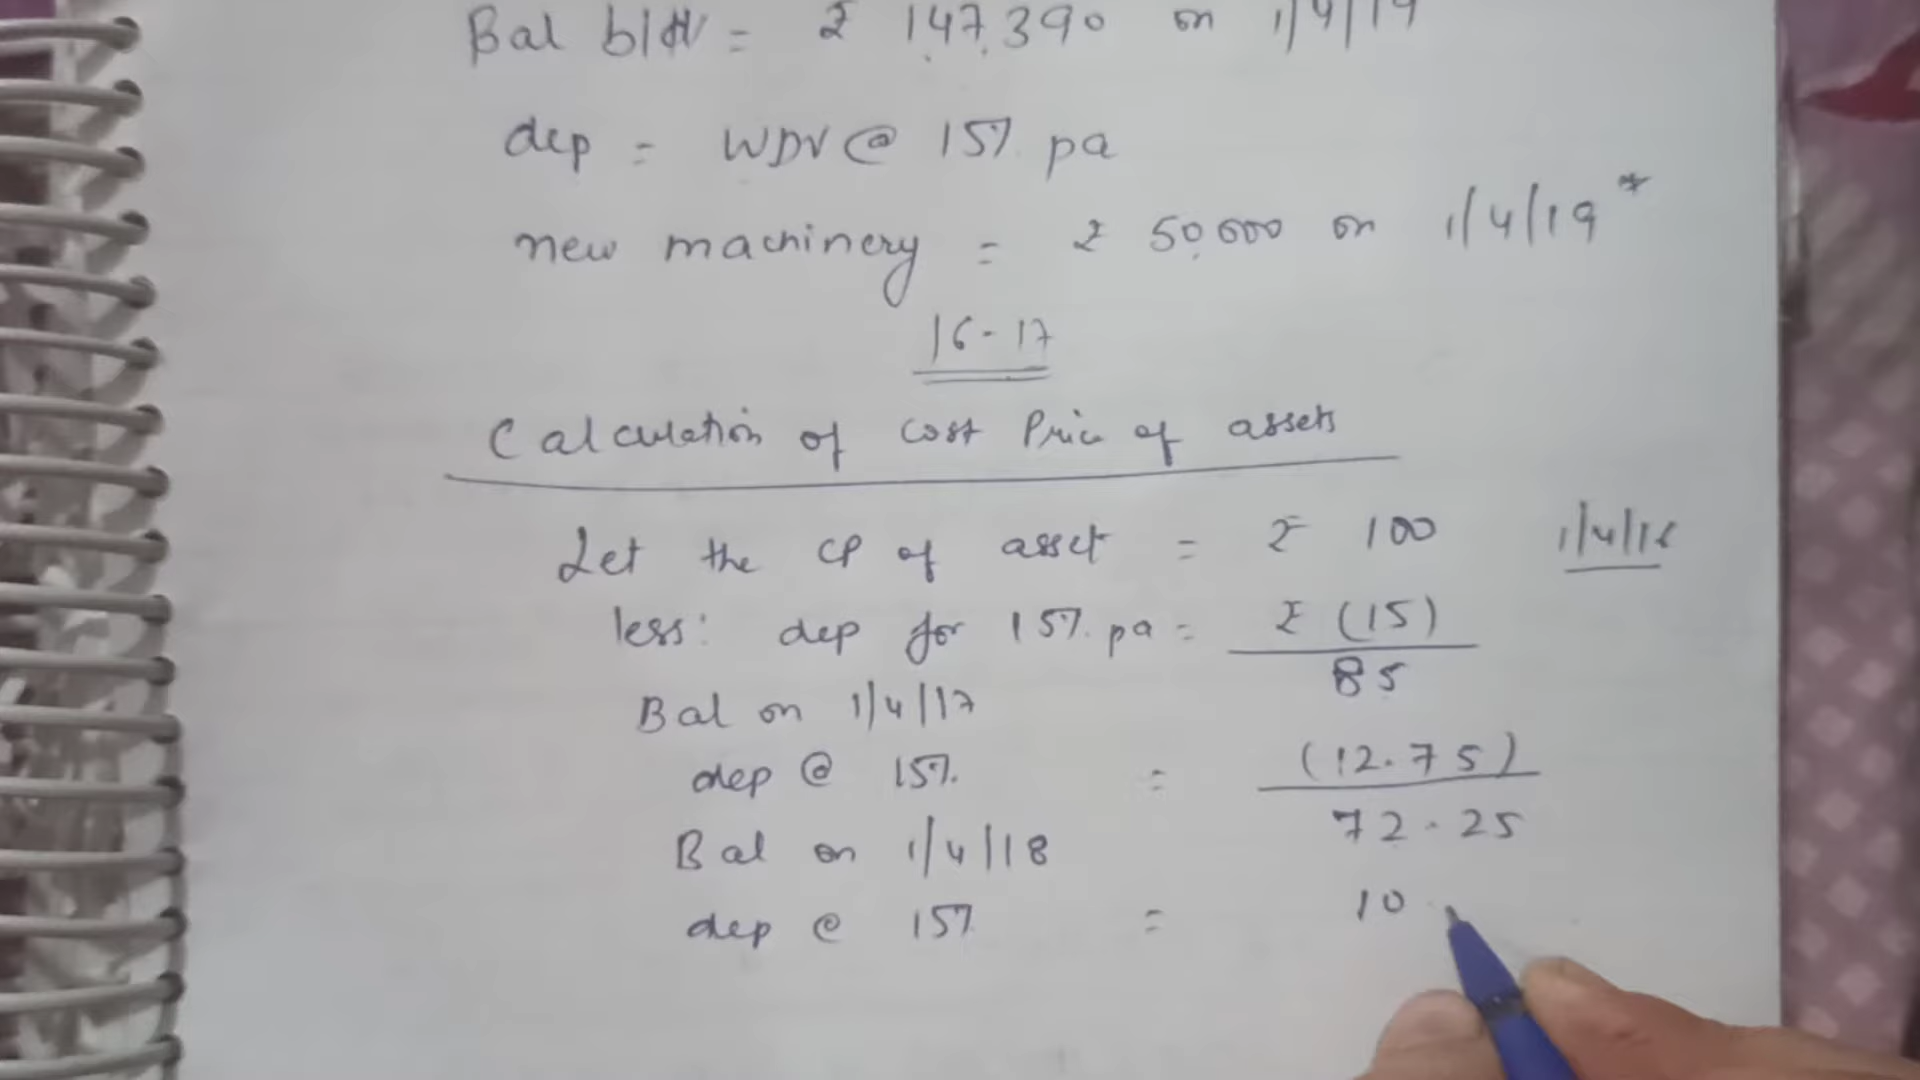 Bal b/d = ₹ 147,390 on 1/4/19
dep = WDV @ 15% pa
new machinery = ₹ 50,000 on 1/4/19 *
16-17
Calculation of Cost Price of assets
Let the CP of asset = ₹ 100 1/4/16
less: dep for 15% pa = ₹ (15)
85
Bal on 1/4/17
dep @ 15% = (12.75)
Bal on 1/4/18 72.25
dep @ 15% = 10